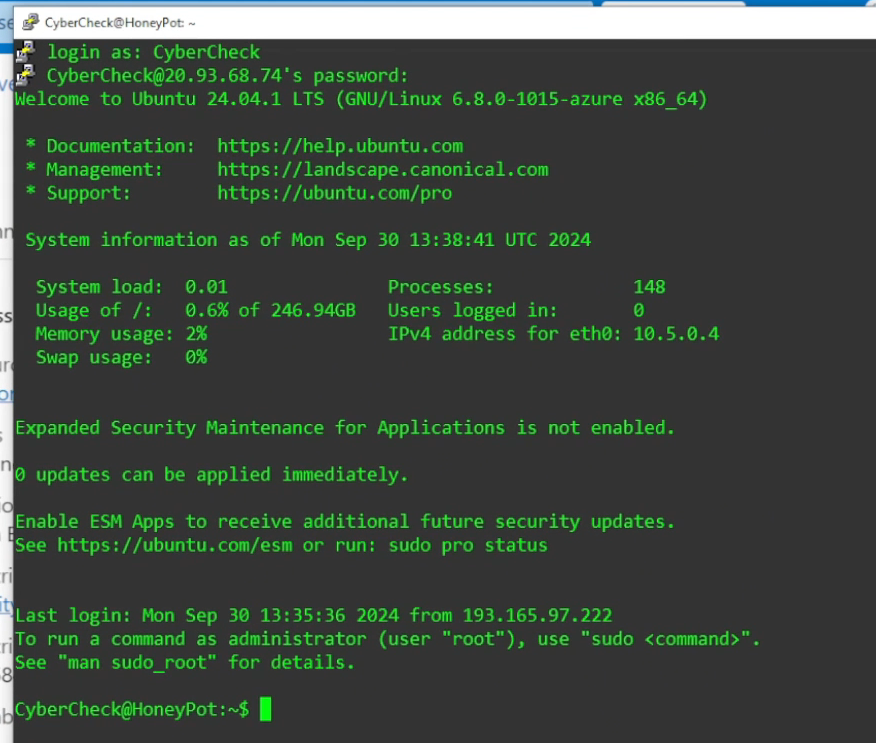 CyberCheck@HoneyPot: ~
login as: CyberCheck
CyberCheck@20.93.68.74's password:
Welcome to Ubuntu 24.04.1 LTS (GNU/Linux 6.8.0-1015-azure x86_64)
* Documentation: https://help.ubuntu.com
* Management: https://landscape.canonical.com
* Support: https://ubuntu.com/pro
System information as of Mon Sep 30 13:38:41 UTC 2024
System load: 0.01 Processes: 148
Usage of /: 0.6% of 246.94GB Users logged in: 0
Memory usage: 2% IPv4 address for eth0: 10.5.0.4
Swap usage: 0%
Expanded Security Maintenance for Applications is not enabled.
0 updates can be applied immediately.
Enable ESM Apps to receive additional future security updates.
See https://ubuntu.com/esm or run: sudo pro status
Last login: Mon Sep 30 13:35:36 2024 from 193.165.97.222
To run a command as administrator (user "root"), use "sudo <command>".
See "man sudo_root" for details.
CyberCheck@HoneyPot:~$